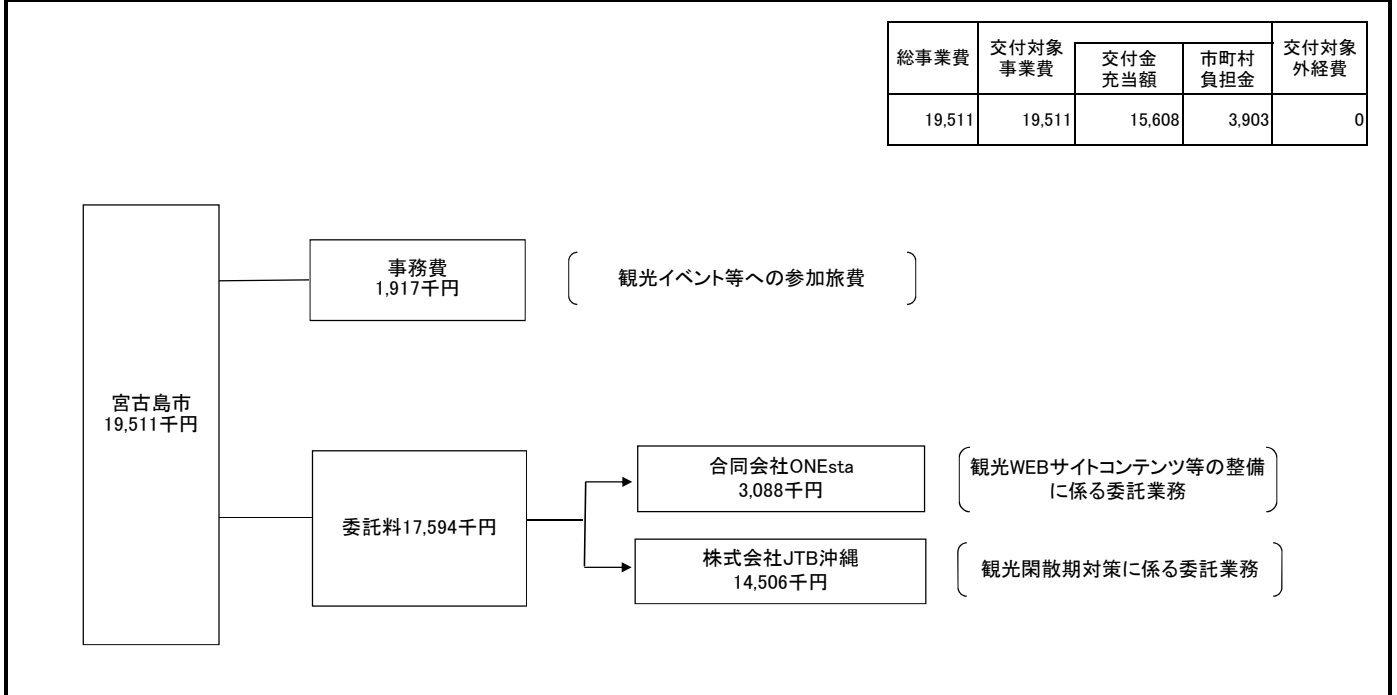 総事業費
交付対象
事業費
交付金
充当額
市町村
負担金
交付対象
外経費
19,511 19,511 15,608 3,903 0
事務費
1,917千円
観光イベント等への参加旅費
宮古島市
19,511千円
委託料17,594千円
合同会社ONEsta
3,088千円
観光WEBサイトコンテンツ等の整備
に係る委託業務
株式会社JTB沖縄
14,506千円
観光閑散期対策に係る委託業務